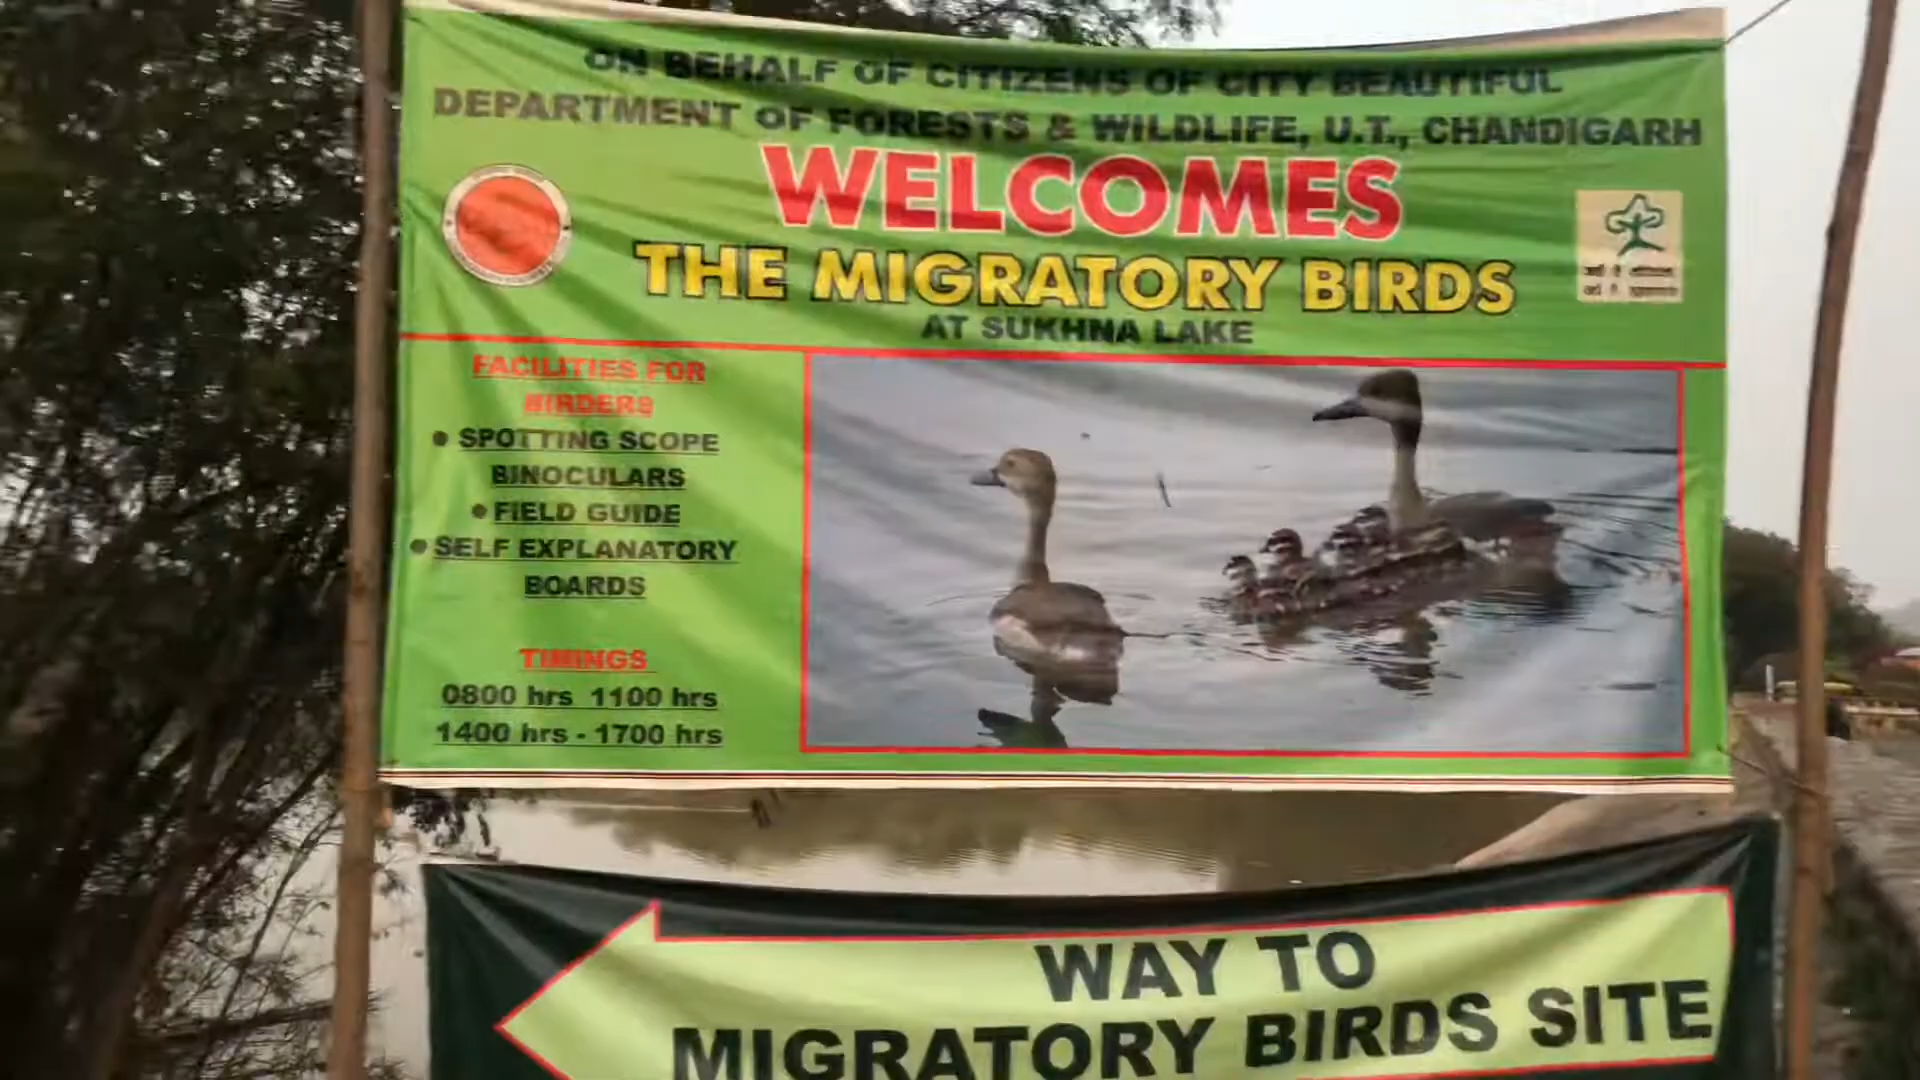 ON BEHALF OF CITIZENS OF CITY BEAUTIFUL
DEPARTMENT OF FORESTS & WILDLIFE, U.T., CHANDIGARH
WELCOMES
THE MIGRATORY BIRDS
AT SUKHNA LAKE
FACILITIES FOR
BIRDERS
• SPOTTING SCOPE
BINOCULARS
• FIELD GUIDE
• SELF EXPLANATORY
BOARDS
TIMINGS
0800 hrs 1100 hrs
1400 hrs - 1700 hrs
WAY TO
MIGRATORY BIRDS SITE